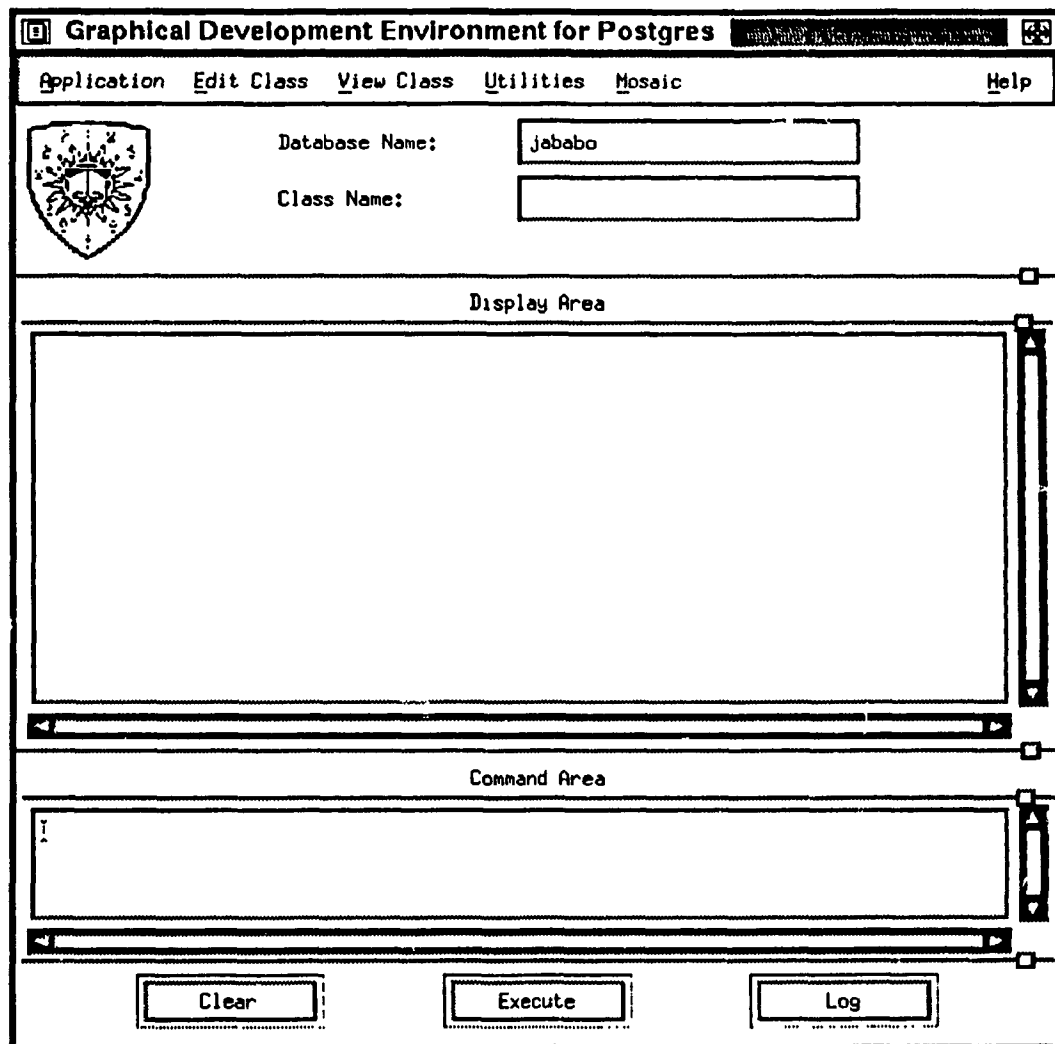 Graphical Development Environment for Postgres
Application Edit Class View Class Utilities Mosaic Help
Database Name: jababo
Class Name:
Display Area
Command Area
Clear Execute Log